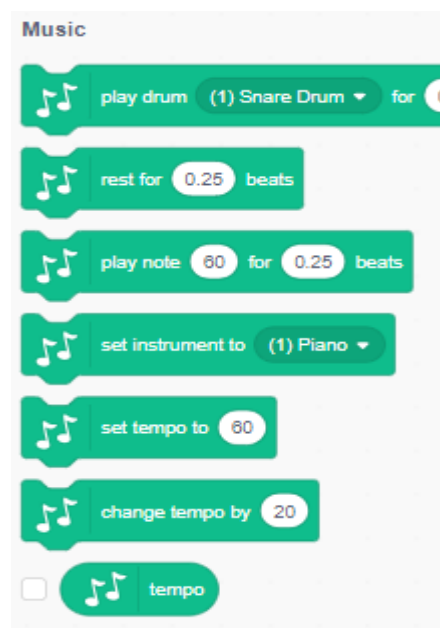 Music
play drum (1) Snare Drum for
rest for 0.25 beats
play note 60 for 0.25 beats
set instrument to (1) Piano
set tempo to 60
change tempo by 20
tempo